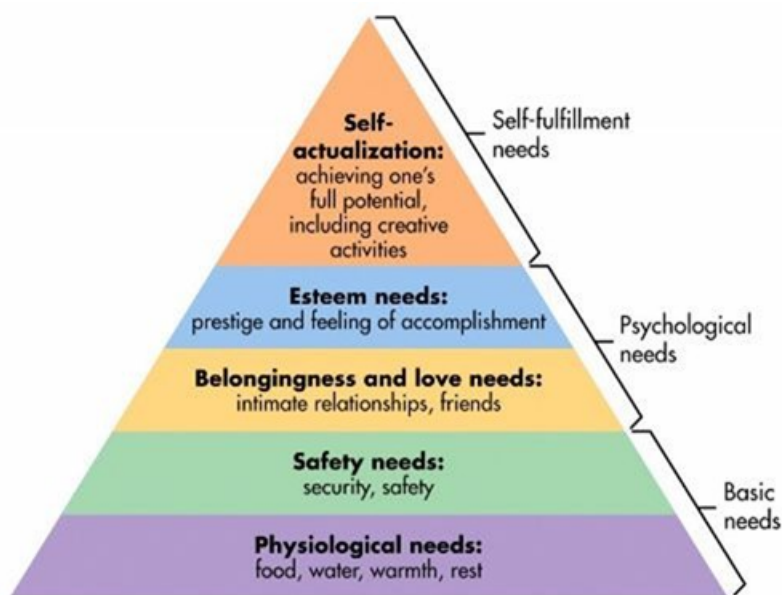 Self-
actualization:
achieving one's
full potential,
including creative
activities
Self-fulfillment
needs
Esteem needs:
prestige and feeling of accomplishment
Psychological
needs
Belongingness and love needs:
intimate relationships, friends
Safety needs:
security, safety
Basic
needs
Physiological needs:
food, water, warmth, rest